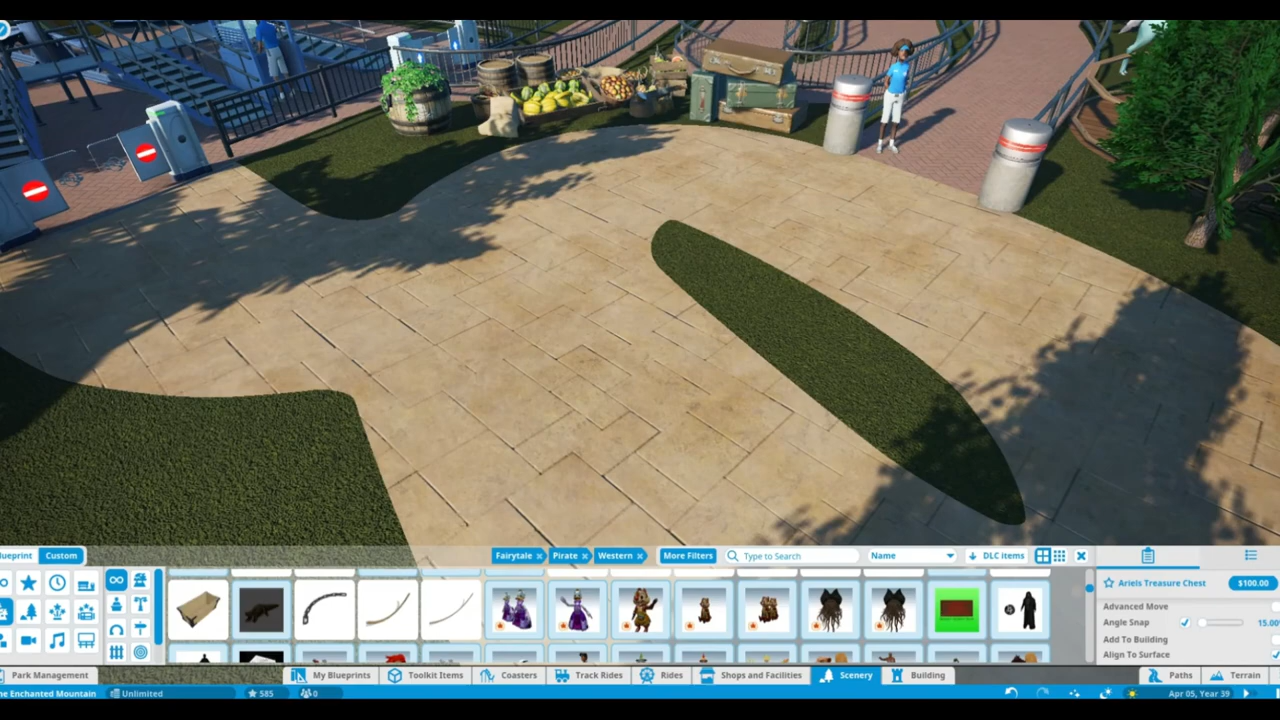 lueprint Custom
Fairytale Pirate Western More Filters Type to Search Name DLC items
Ariels Treasure Chest $100.00
Advanced Move
Angle Snap 15.00°
Add To Building
Align To Surface
Park Management My Blueprints Toolkit Items Coasters Track Rides Rides Shops and Facilities Scenery Building Paths Terrain
he Enchanted Mountain Unlimited 585 0 Apr 05, Year 39